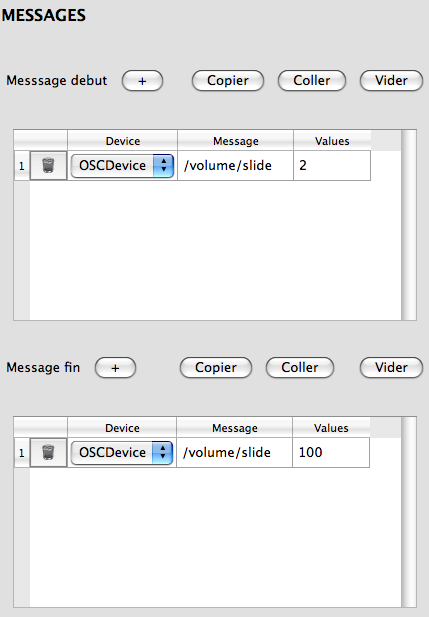 MESSAGES
Messsage debut + Copier Coller Vider
Device Message Values
1 OSCDevice /volume/slide 2
Message fin + Copier Coller Vider
Device Message Values
1 OSCDevice /volume/slide 100